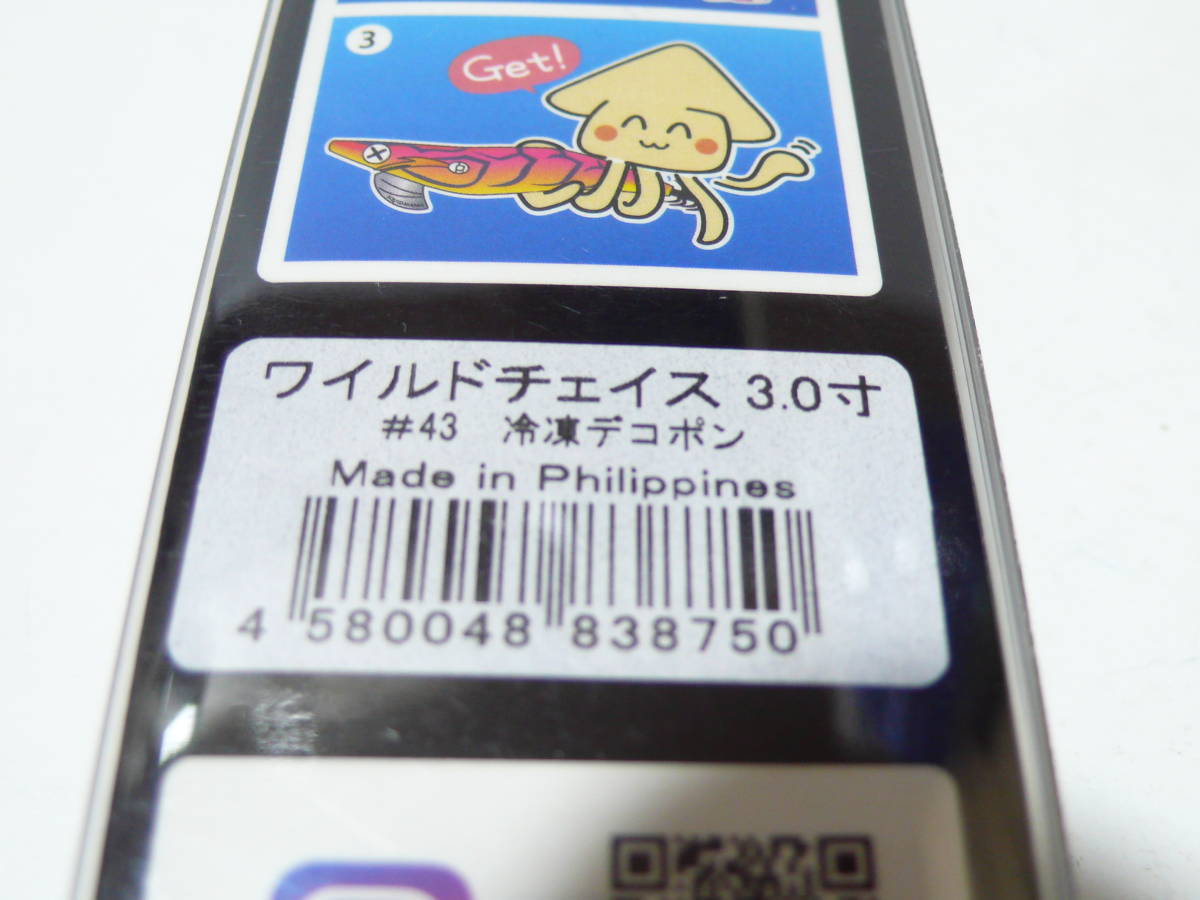 3
Get!
ワイルドチェイス 3.0寸
#43 冷凍デコポン
Made in Philippines
4 580048 838750